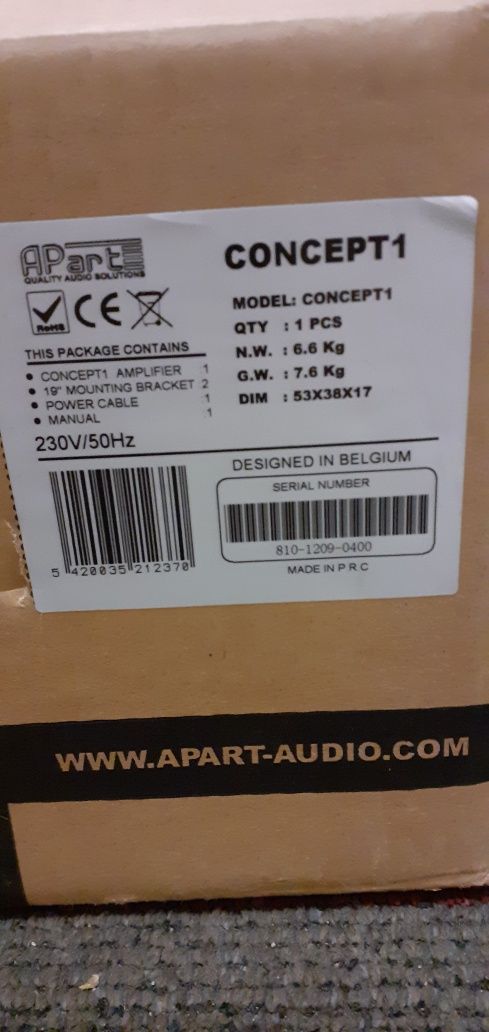 APart
QUALITY AUDIO SOLUTIONS
CONCEPT1
RoHS CE
MODEL: CONCEPT1
QTY : 1 PCS
N.W. : 6.6 Kg
G.W. : 7.6 Kg
DIM : 53X38X17
THIS PACKAGE CONTAINS
• CONCEPT1 AMPLIFIER :1
• 19" MOUNTING BRACKET :2
• POWER CABLE :1
• MANUAL :1
230V/50Hz
DESIGNED IN BELGIUM
SERIAL NUMBER
810-1209-0400
MADE IN P R C
5 420035 212370
WWW.APART-AUDIO.COM